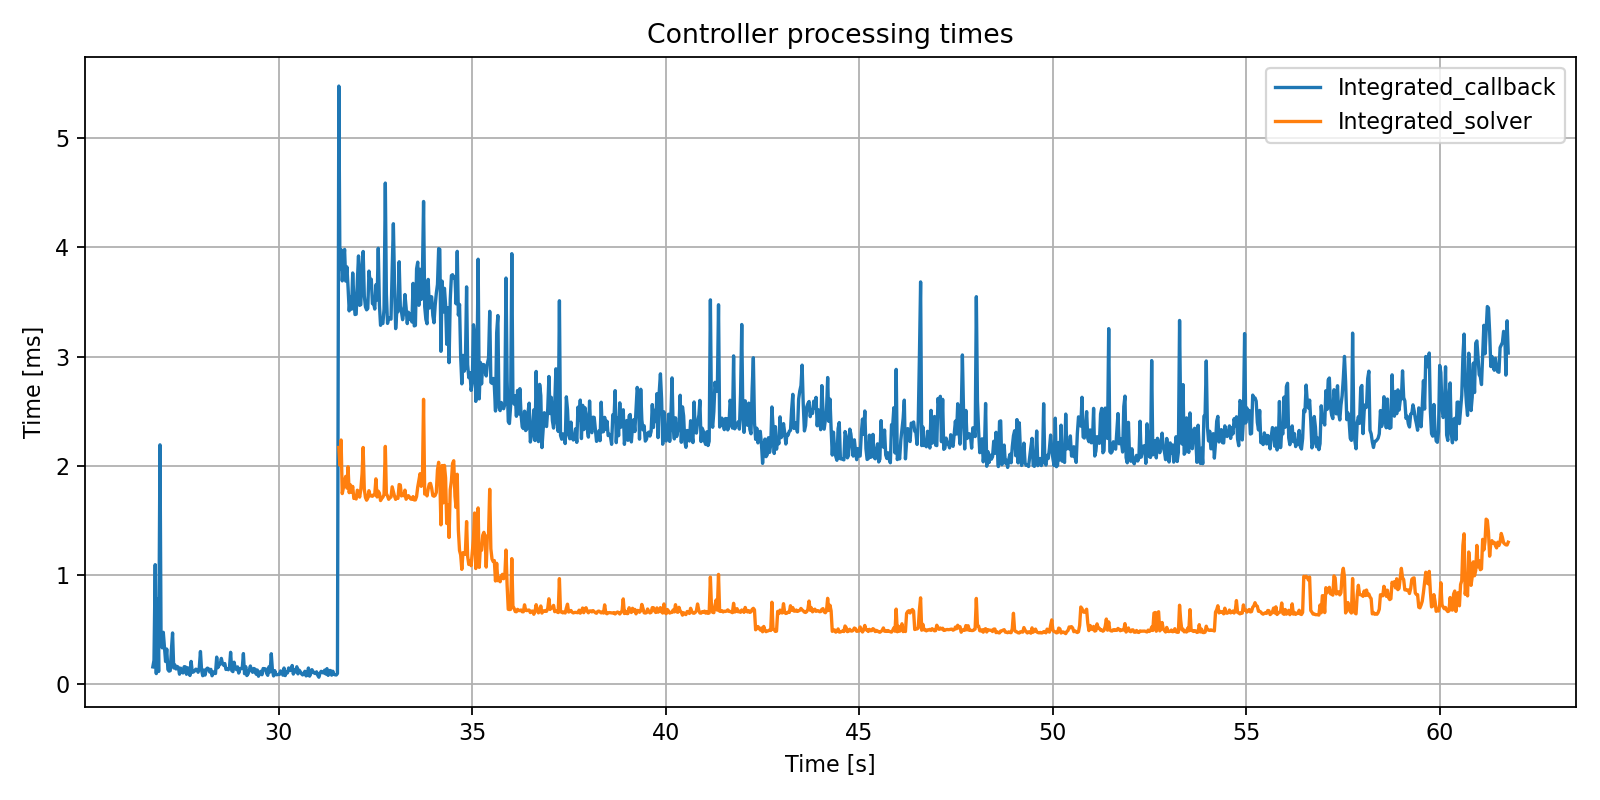 Controller processing times
Integrated_callback
Integrated_solver
Time [ms]
5
4
3
2
1
0
30 35 40 45 50 55 60
Time [s]